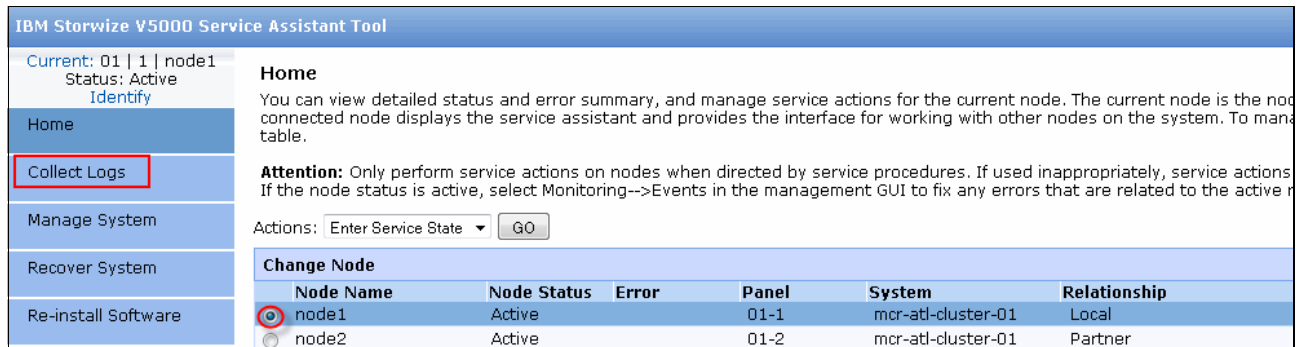 IBM Storwize V5000 Service Assistant Tool
Current: 01 | 1 | node1
Status: Active
Identify
Home
Collect Logs
Manage System
Recover System
Re-install Software
Home
You can view detailed status and error summary, and manage service actions for the current node. The current node is the
connected node displays the service assistant and provides the interface for working with other nodes on the system. To
table.
Attention: Only perform service actions on nodes when directed by service procedures. If used inappropriately, service actions
If the node status is active, select Monitoring-->Events in the management GUI to fix any errors that are related to the active
Actions: Enter Service State GO
Change Node
Node Name Node Status Error Panel System Relationship
node1 Active 01-1 mcr-atl-cluster-01 Local
node2 Active 01-2 mcr-atl-cluster-01 Partner